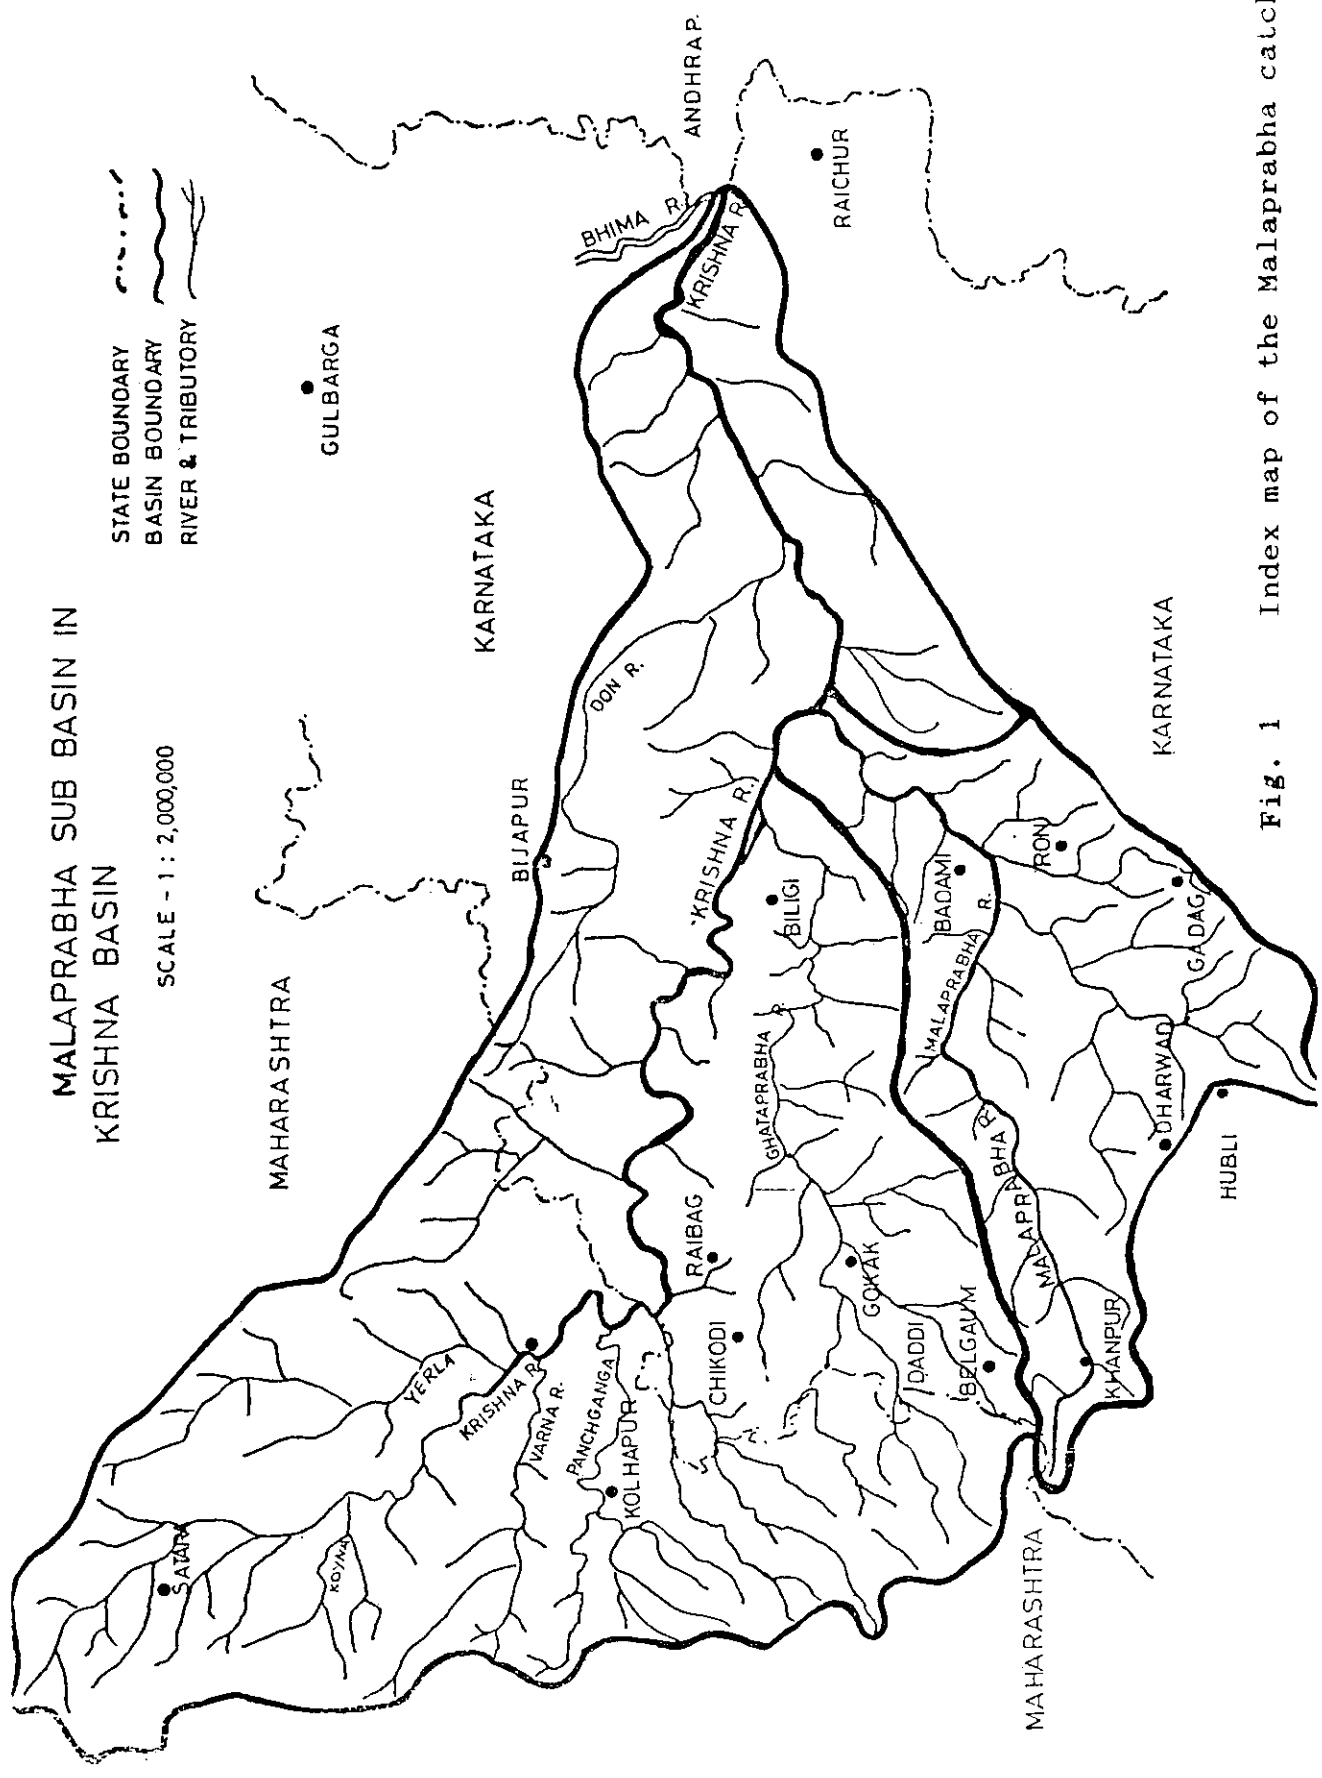 MALAPRABHA SUB BASIN IN
KRISHNA BASIN
SCALE - 1 : 2,000,000
STATE BOUNDARY
BASIN BOUNDARY
RIVER & TRIBUTORY
MAHARASHTRA
GULBARGA
KARNATAKA
BIJAPUR
ANDHRA P.
BHIMA R.
KRISHNA R.
RAICHUR
DON R.
SATARA
KOYNA
YERLA
KRISHNA R.
VARNA R.
PANCHGANGA
KOLHAPUR
CHIKODI
RAIBAG
KRISHNA R.
BILIGI
GHATAPRABHA R.
GOKAK
DADDI
BELGAUM
BADAMI
MALAPRABHA R.
MALAPRABHA R.
RON
GADAG
KHANPUR
DHARWAD
HUBLI
MAHARASHTRA
KARNATAKA
Fig. 1 Index map of the Malaprabha catch